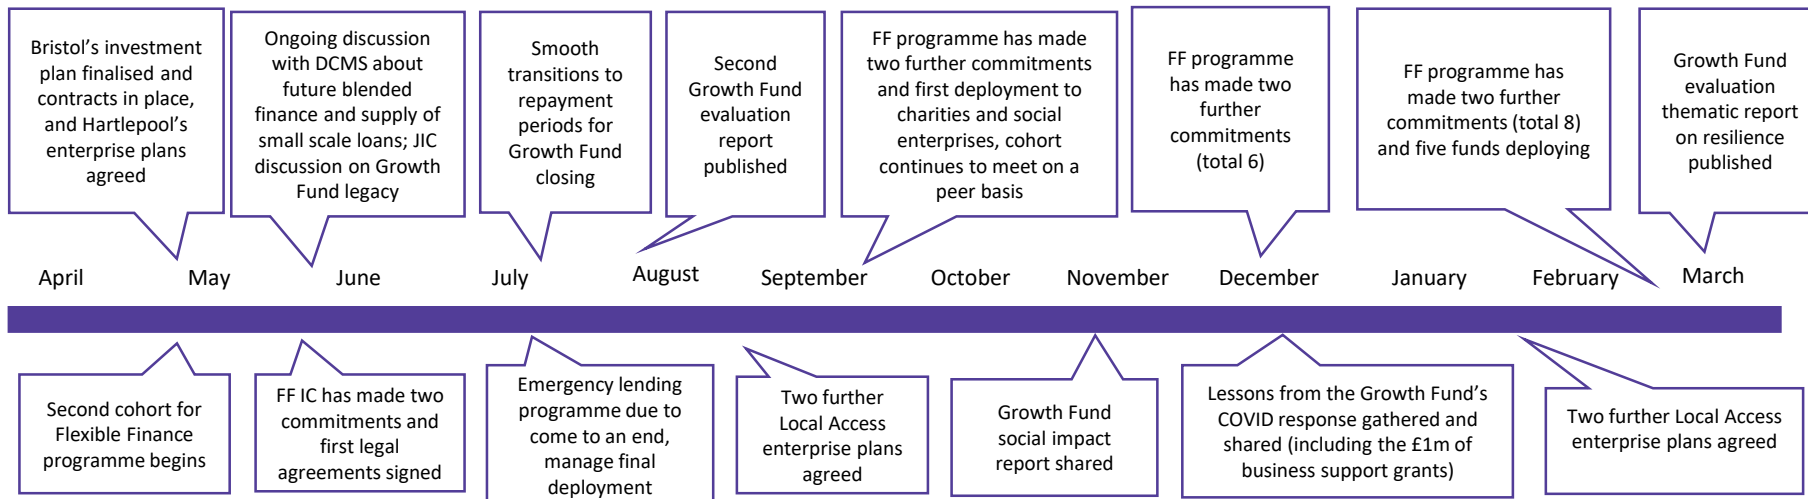 Bristol's investment
plan finalised and
contracts in place,
and Hartlepool's
enterprise plans
agreed
Ongoing discussion
with DCMS about
future blended
finance and supply of
small scale loans; JIC
discussion on Growth
Fund legacy
Smooth
transitions to
repayment
periods for
Growth Fund
closing
Second
Growth Fund
evaluation
report
published
FF programme has made
two further commitments
and first deployment to
charities and social
enterprises, cohort
continues to meet on a
peer basis
FF programme
has made two
further
commitments
(total 6)
FF programme has
made two further
commitments (total 8)
and five funds deploying
Growth Fund
evaluation
thematic report
on resilience
published
April
May
June
July
August
September
October
November
December
January
February
March
Second cohort for
Flexible Finance
programme begins
FF IC has made two
commitments and
first legal
agreements signed
Emergency lending
programme due to
come to an end,
manage final
deployment
Two further
Local Access
enterprise plans
agreed
Growth Fund
social impact
report shared
Lessons from the Growth Fund's
COVID response gathered and
shared (including the £1m of
business support grants)
Two further Local Access
enterprise plans agreed